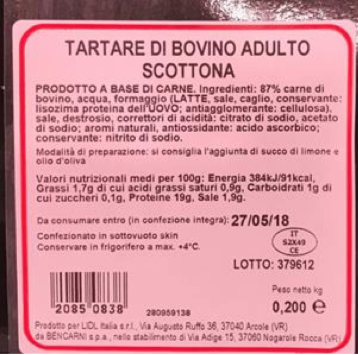 TARTARE DI BOVINO ADULTO
SCOTTONA
PRODOTTO A BASE DI CARNE. Ingredienti: 87% carne di
bovino, acqua, formaggio (LATTE, sale, caglio, conservante:
lisozima proteina dell'UOVO; antiagglomerante: cellulosa),
sale, destrosio, correttori di acidità: citrato di sodio, acetato
di sodio; aromi naturali, antiossidante: acido ascorbico;
conservante: nitrito di sodio.
Modalità di preparazione: si consiglia l'aggiunta di succo di limone e
olio d'oliva
Valori nutrizionali medi per 100g: Energia 384kJ/91kcal,
Grassi 1,7g di cui acidi grassi saturi 0,9g, Carboidrati 1g di
cui zuccheri 0,1g, Proteine 19g, Sale 1,9g.
Da consumare entro (in confezione integra): 27/05/18
Confezionato in sottovuoto skin
Conservare in frigorifero a max. +4°C.
IT
S2X49
CE
LOTTO: 379612
Peso netto kg
0,200 e
2085 0838
280959138
Prodotto per LIDL Italia s.r.l., Via Augusto Ruffo 36, 37040 Arcole (VR)
da BENCARNI s.p.a., nello stabilimento di Via Adige 15, 37060 Nogarole Rocca (VR)